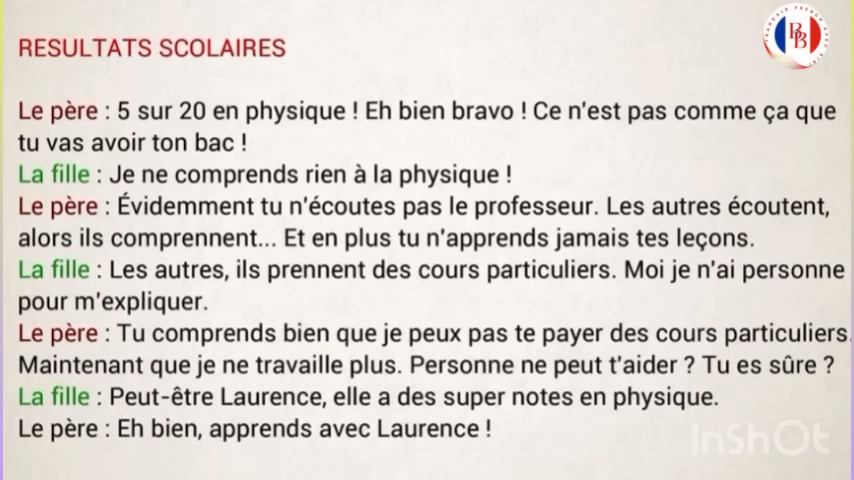 RESULTATS SCOLAIRES
Le père : 5 sur 20 en physique ! Eh bien bravo ! Ce n'est pas comme ça que
tu vas avoir ton bac !
La fille : Je ne comprends rien à la physique !
Le père : Évidemment tu n'écoutes pas le professeur. Les autres écoutent,
alors ils comprennent... Et en plus tu n'apprends jamais tes leçons.
La fille : Les autres, ils prennent des cours particuliers. Moi je n'ai personne
pour m'expliquer.
Le père : Tu comprends bien que je peux pas te payer des cours particuliers.
Maintenant que je ne travaille plus. Personne ne peut t'aider ? Tu es sûre ?
La fille : Peut-être Laurence, elle a des super notes en physique.
Le père : Eh bien, apprends avec Laurence !
InShOt